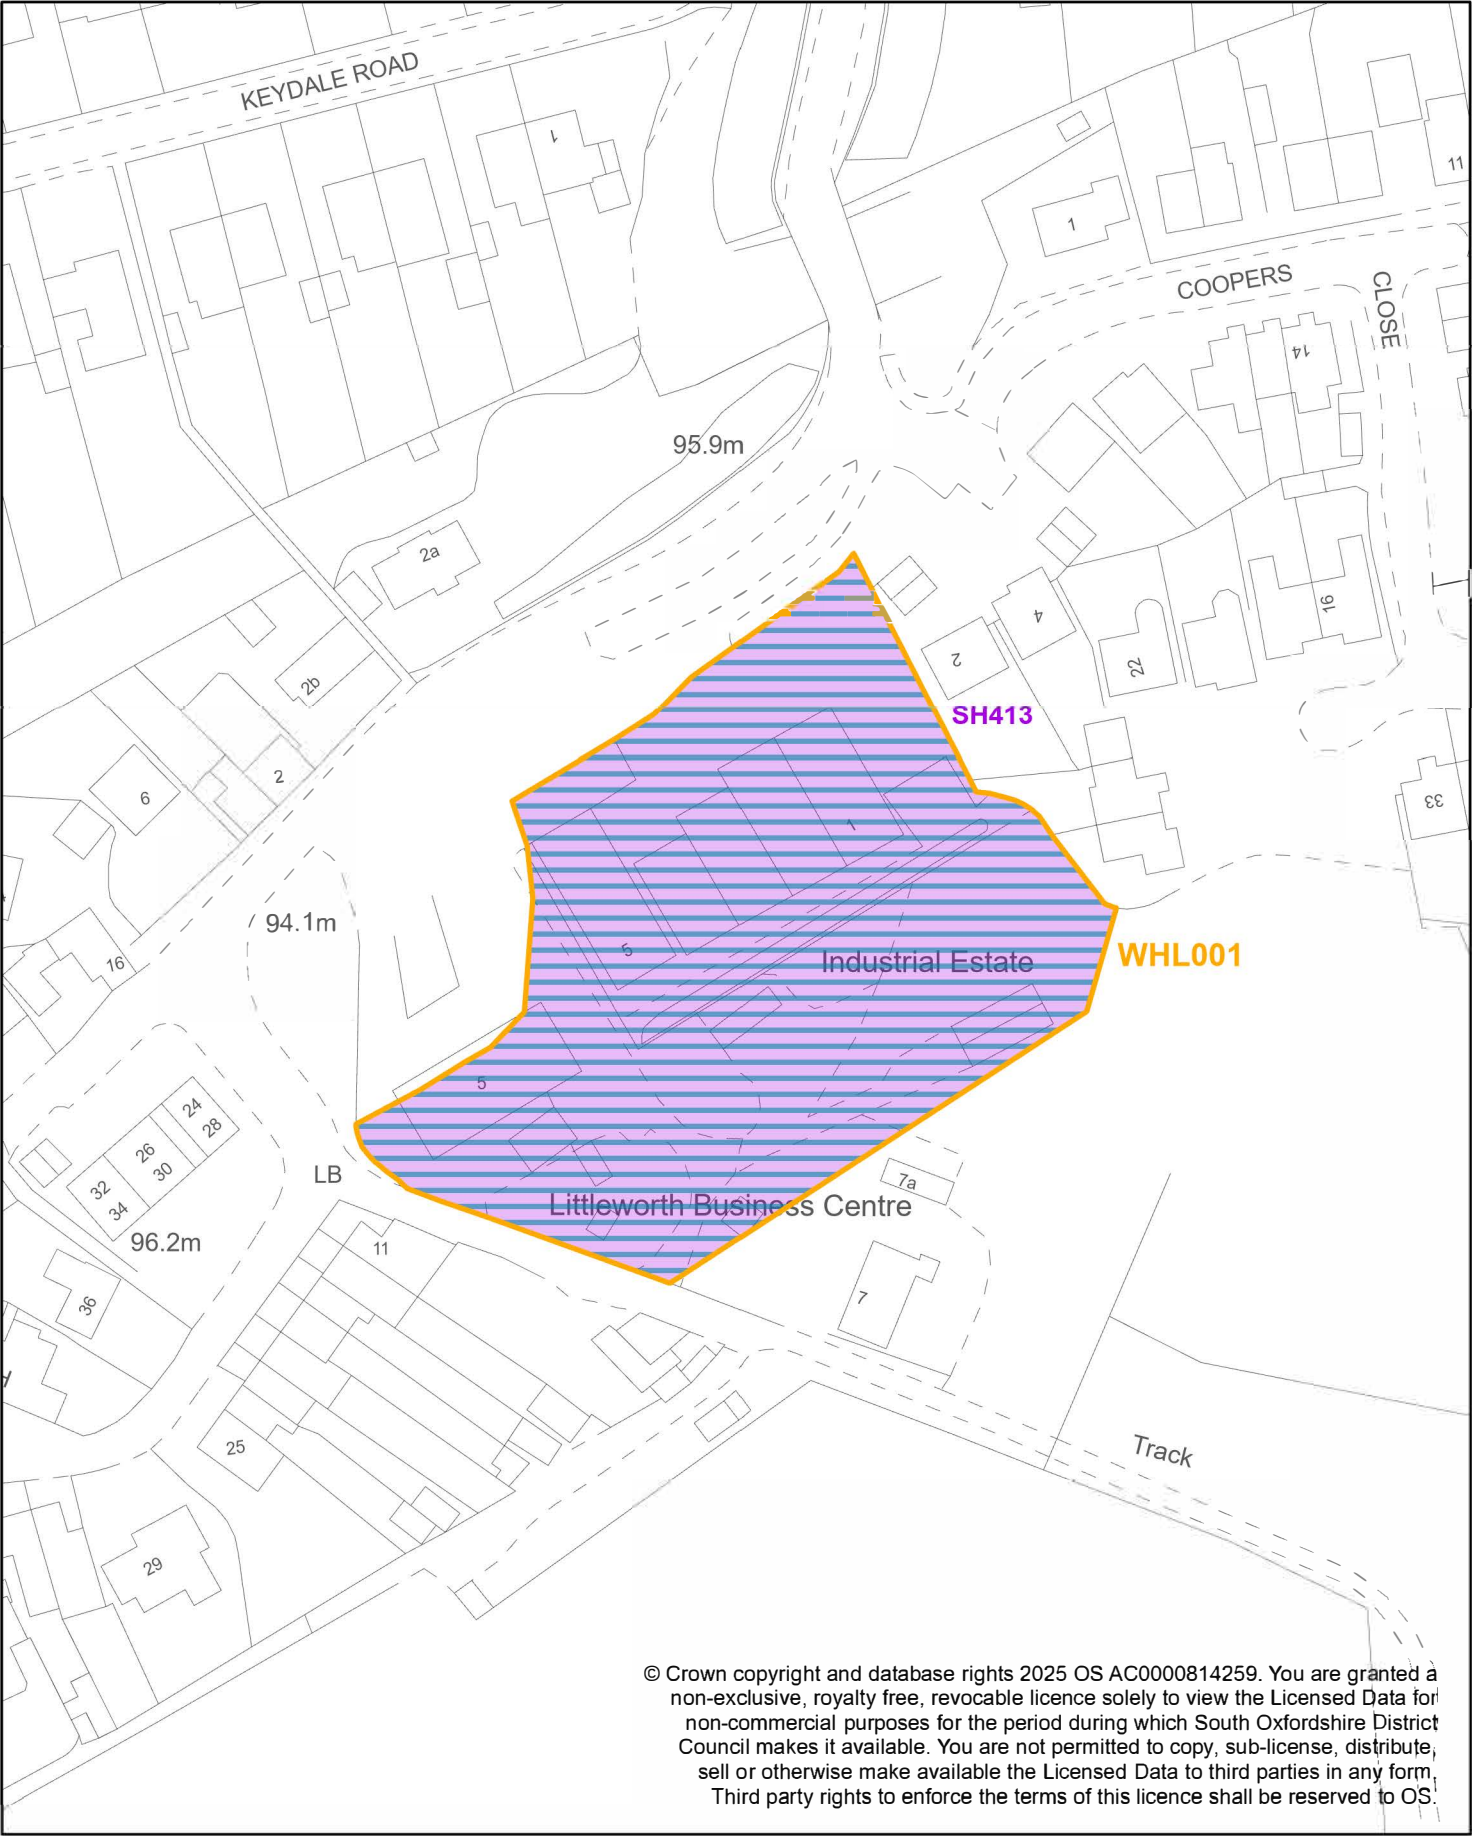 KEYDALE ROAD
1
11
1
COOPERS
CLOSE
14
95.9m
2a
4
16
2
22
2b
SH413
2
6
33
1
94.1m
5
Industrial Estate
WHL001
16
5
24
28
26
30
32
34
LB
7a
Littleworth Business Centre
96.2m
11
36
7
25
Track
29
© Crown copyright and database rights 2025 OS AC0000814259. You are granted a
non-exclusive, royalty free, revocable licence solely to view the Licensed Data for
non-commercial purposes for the period during which South Oxfordshire District
Council makes it available. You are not permitted to copy, sub-license, distribute,
sell or otherwise make available the Licensed Data to third parties in any form.
Third party rights to enforce the terms of this licence shall be reserved to OS.